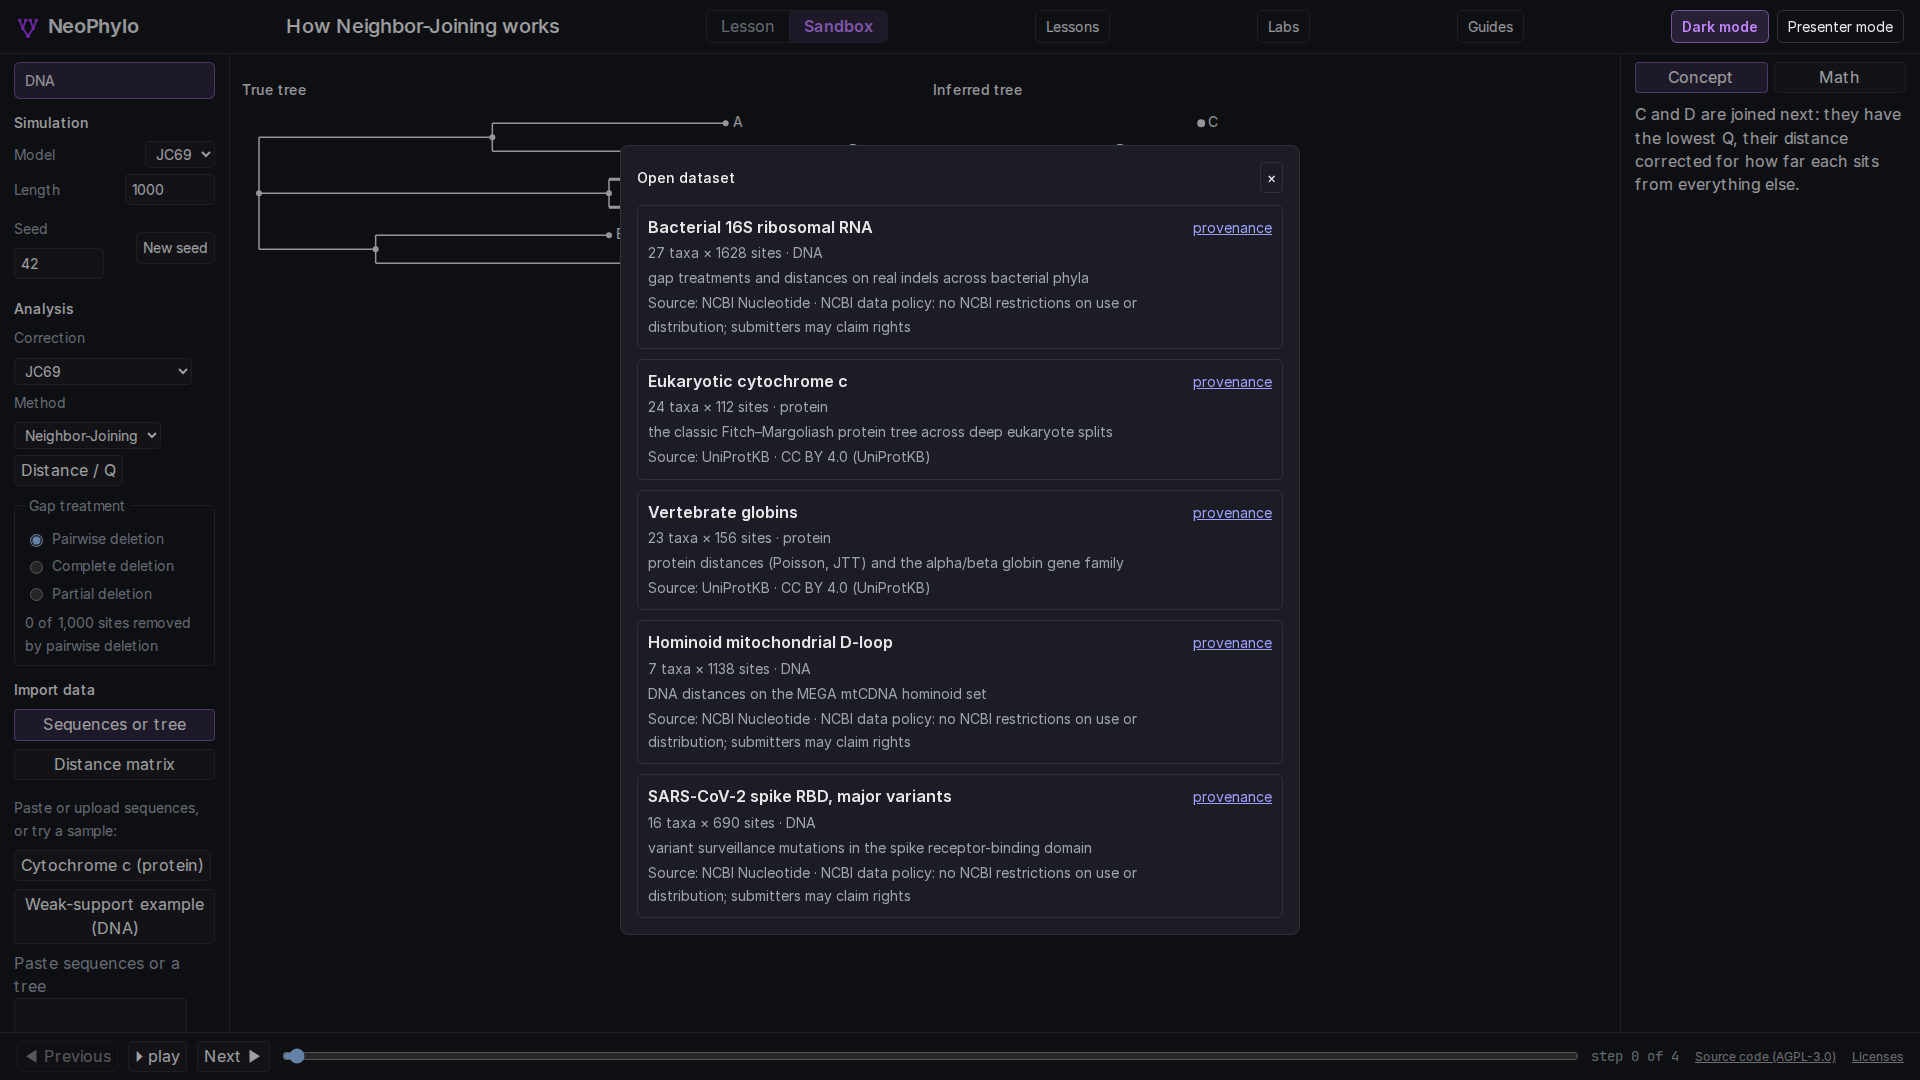 NeoPhylo
How Neighbor-Joining works
Lesson
Sandbox
Lessons
Labs
Guides
Dark mode
Presenter mode
DNA
Simulation
Model
JC69
Length
1000
Seed
42
New seed
Analysis
Correction
JC69
Method
Neighbor-Joining
Distance / Q
Gap treatment
Pairwise deletion
Complete deletion
Partial deletion
0 of 1,000 sites removed
by pairwise deletion
Import data
Sequences or tree
Distance matrix
Paste or upload sequences,
or try a sample:
Cytochrome c (protein)
Weak-support example
(DNA)
Paste sequences or a
tree
True tree
A
Inferred tree
C
Open dataset
×
Bacterial 16S ribosomal RNA
provenance
27 taxa × 1628 sites · DNA
gap treatments and distances on real indels across bacterial phyla
Source: NCBI Nucleotide · NCBI data policy: no NCBI restrictions on use or
distribution; submitters may claim rights
Eukaryotic cytochrome c
provenance
24 taxa × 112 sites · protein
the classic Fitch–Margoliash protein tree across deep eukaryote splits
Source: UniProtKB · CC BY 4.0 (UniProtKB)
Vertebrate globins
provenance
23 taxa × 156 sites · protein
protein distances (Poisson, JTT) and the alpha/beta globin gene family
Source: UniProtKB · CC BY 4.0 (UniProtKB)
Hominoid mitochondrial D-loop
provenance
7 taxa × 1138 sites · DNA
DNA distances on the MEGA mtCDNA hominoid set
Source: NCBI Nucleotide · NCBI data policy: no NCBI restrictions on use or
distribution; submitters may claim rights
SARS-CoV-2 spike RBD, major variants
provenance
16 taxa × 690 sites · DNA
variant surveillance mutations in the spike receptor-binding domain
Source: NCBI Nucleotide · NCBI data policy: no NCBI restrictions on use or
distribution; submitters may claim rights
Concept
Math
C and D are joined next: they have
the lowest Q, their distance
corrected for how far each sits
from everything else.
◀ Previous
play
Next ▶
step 0 of 4
Source code (AGPL-3.0)
Licenses